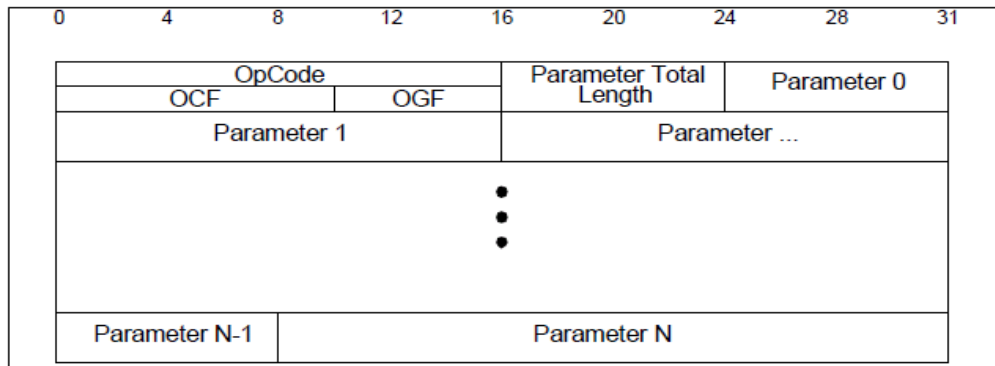 0 4 8 12 16 20 24 28 31
OpCode
OCF OGF
Parameter Total
Length
Parameter 0
Parameter 1 Parameter ...
Parameter N-1 Parameter N